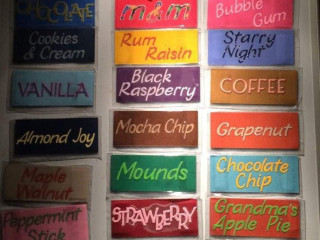 CHOCOLATE
M&M
Bubble
Gum
Cookies
& Cream
Rum
Raisin
Starry
Night
VANILLA
Black
Raspberry
COFFEE
Almond Joy
Mocha Chip
Grapenut
Maple
Walnut
Mounds
Chocolate
Chip
Peppermint
Stick
STRAWBERRY
Grandma's
Apple Pie